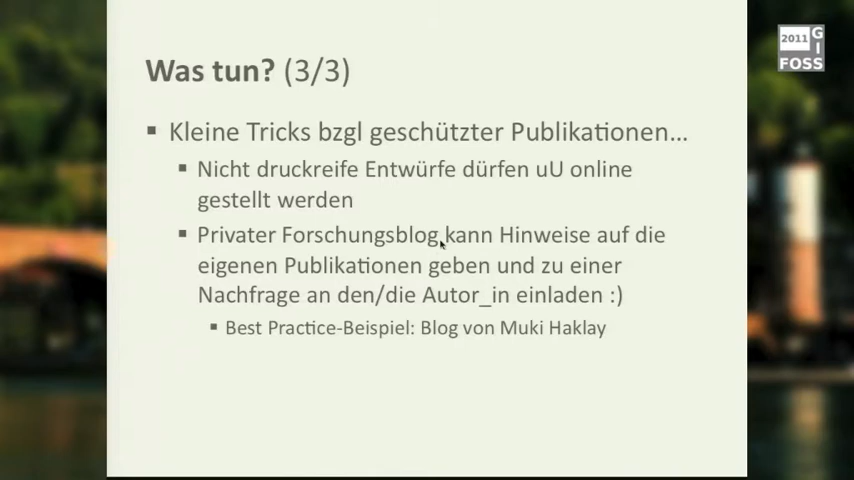 2011
G
I
FOSS
Was tun? (3/3)
▪ Kleine Tricks bzgl geschützter Publikationen...
▪ Nicht druckreife Entwürfe dürfen uU online
gestellt werden
▪ Privater Forschungsblog kann Hinweise auf die
eigenen Publikationen geben und zu einer
Nachfrage an den/die Autor_in einladen :)
▪ Best Practice-Beispiel: Blog von Muki Haklay